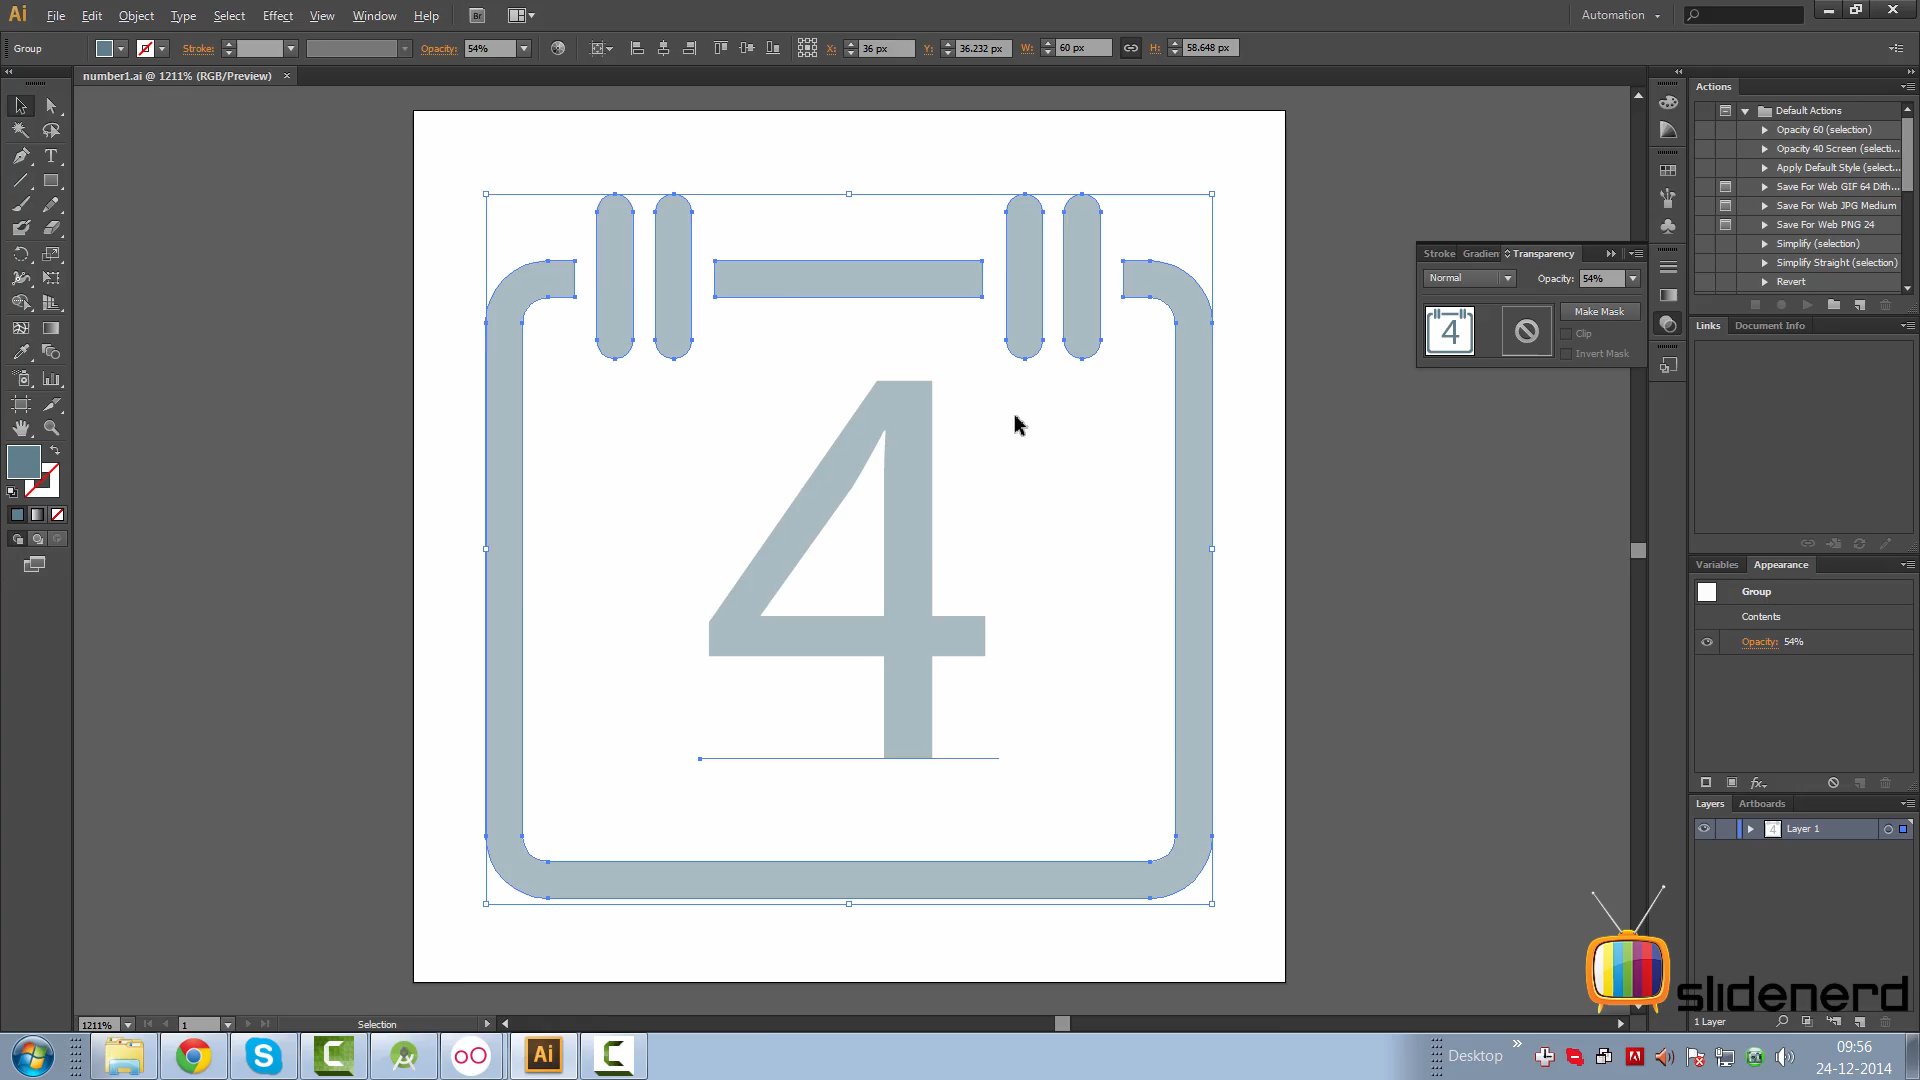 Ai File Edit Object Type Select Effect View Window Help Br Automation
Group Stroke: Opacity: 54% X: 36 px Y: 36.232 px W: 60 px H: 58.648 px
number1.ai @ 1211% (RGB/Preview)
4
Stroke Gradien Transparency
Normal Opacity: 54%
4
Make Mask
Clip
Invert Mask
Actions
Default Actions
Opacity 60 (selection)
Opacity 40 Screen (selecti...
Apply Default Style (select...
Save For Web GIF 64 Dith...
Save For Web JPG Medium
Save For Web PNG 24
Simplify (selection)
Simplify Straight (selection)
Revert
Links Document Info
Variables Appearance
Group
Contents
Opacity: 54%
fx
Layers Artboards
4 Layer 1
slidenerd
1 Layer
1211% 1 Selection
Ai
Desktop
09:56
24-12-2014